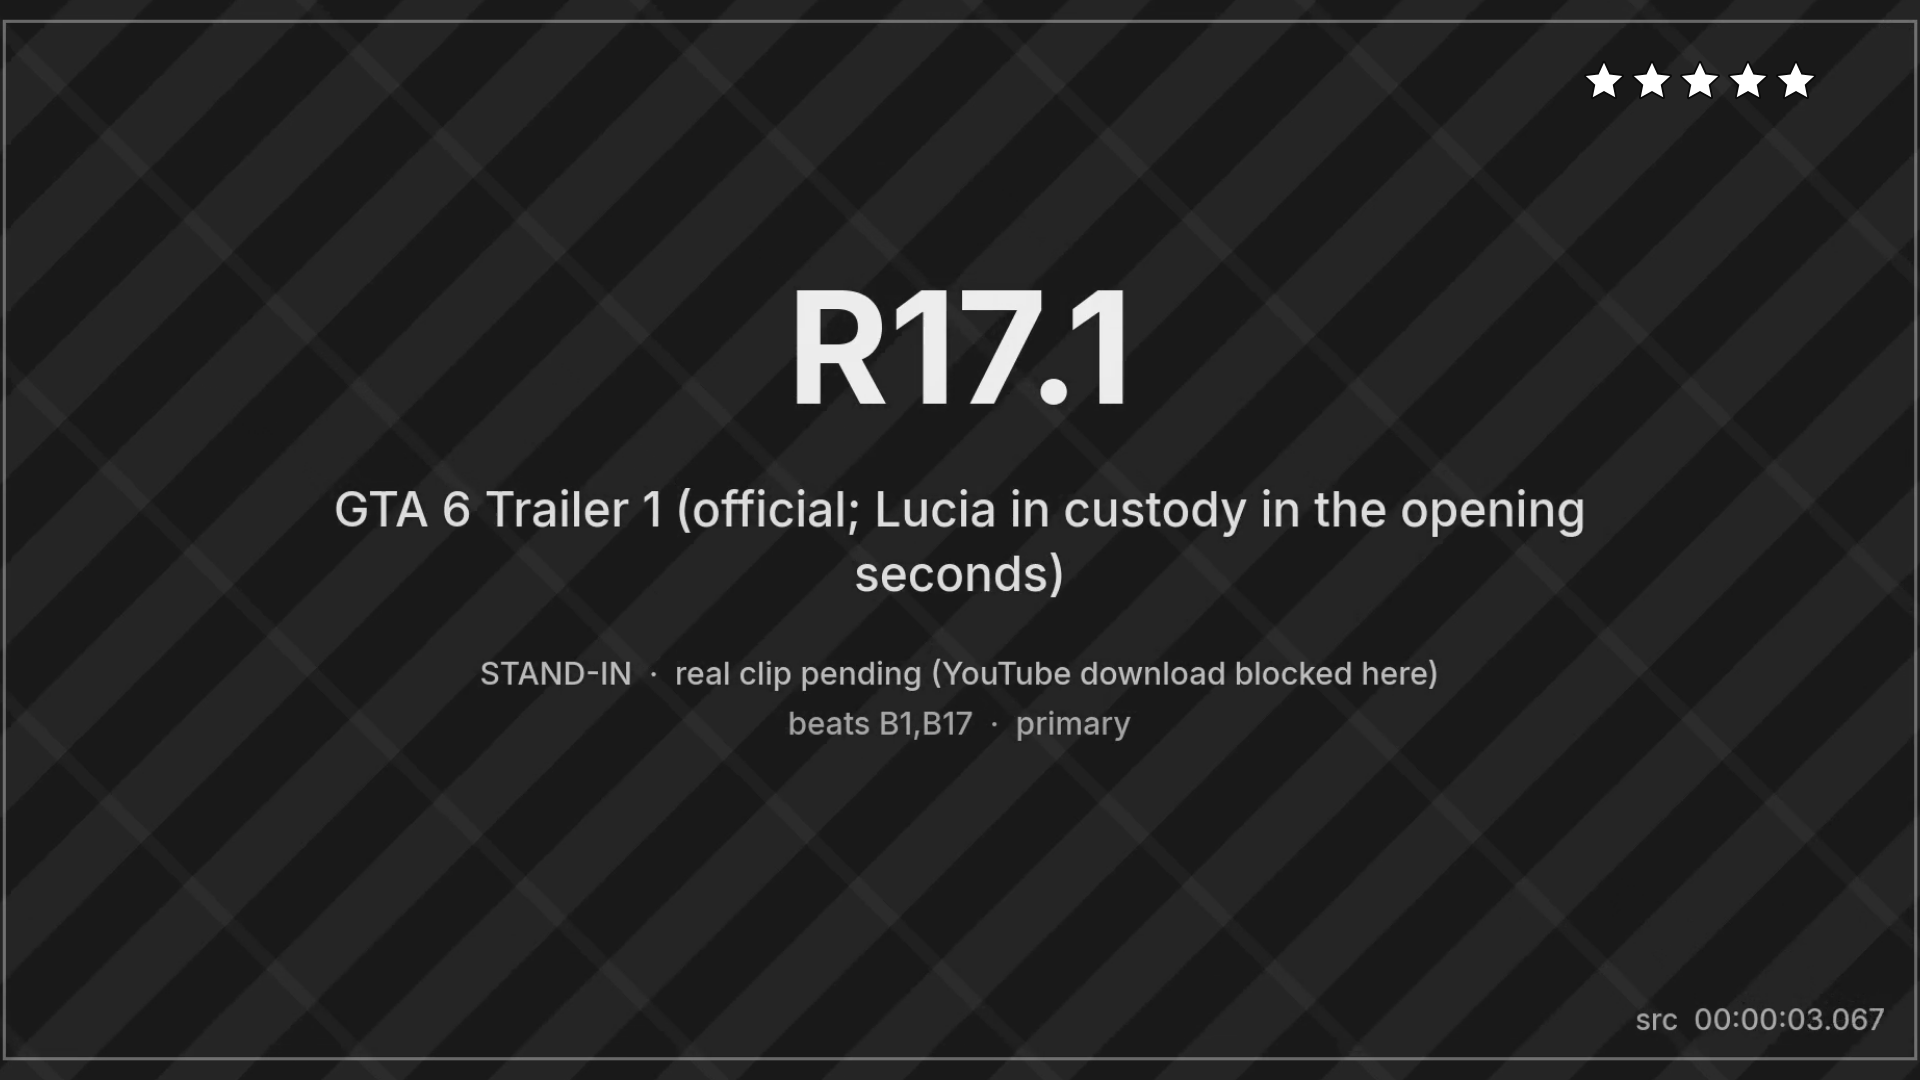 R17.1
GTA 6 Trailer 1 (official; Lucia in custody in the opening
seconds)
STAND-IN · real clip pending (YouTube download blocked here)
beats B1,B17 · primary
src 00:00:03.067